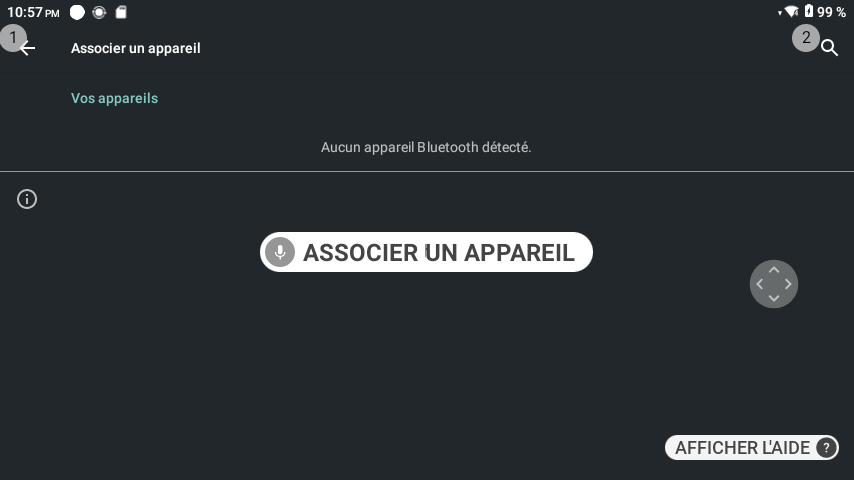 10:57 PM 99 %
1 Associer un appareil 2
Vos appareils
Aucun appareil Bluetooth détecté.
ASSOCIER UN APPAREIL
AFFICHER L'AIDE ?